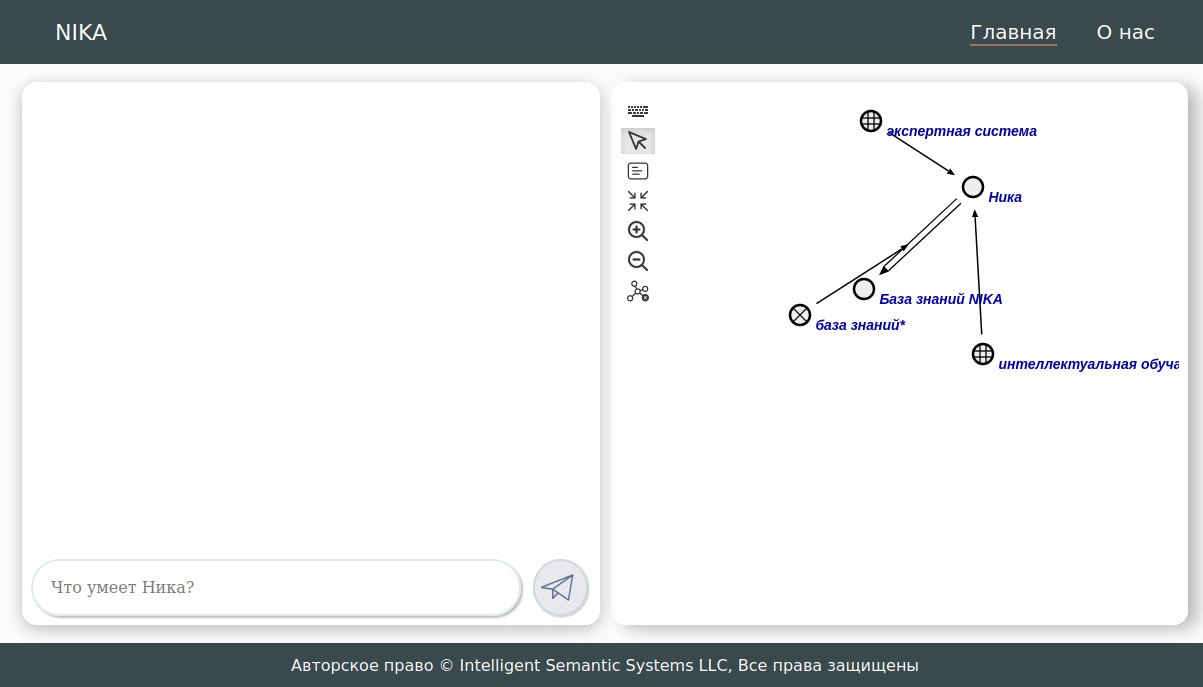 NIKA
Главная
О нас
экспертная система
Ника
База знаний NIKA
база знаний*
интеллектуальная обуча
Что умеет Ника?
Авторское право © Intelligent Semantic Systems LLC, Все права защищены